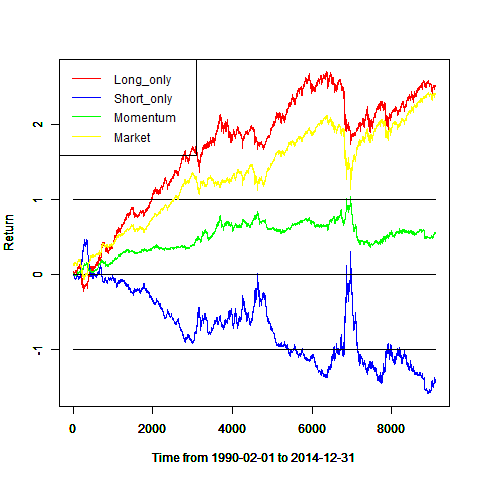 Long_only
Short_only
Momentum
Market
Return
2
1
0
-1
0 2000 4000 6000 8000
Time from 1990-02-01 to 2014-12-31